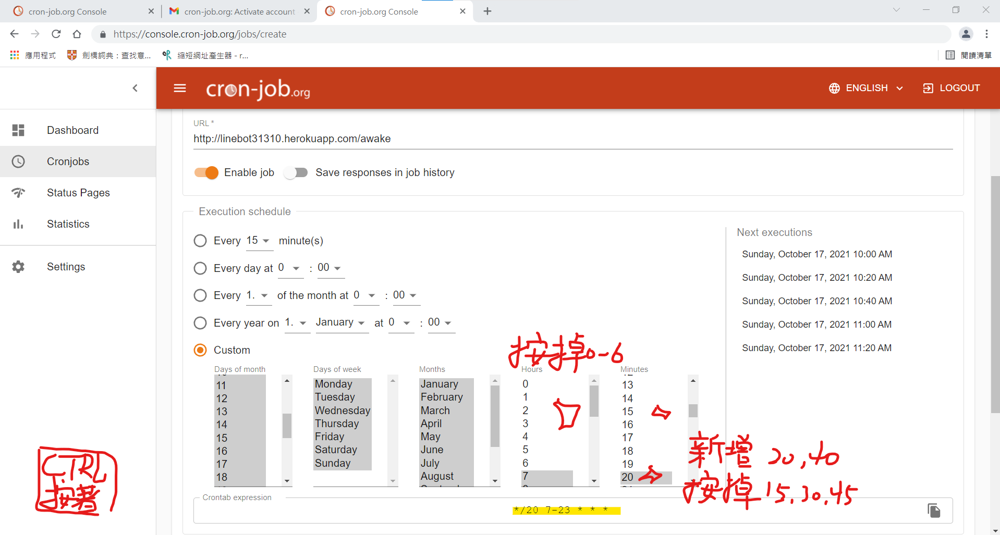 cron-job.org Console
cron-job.org: Activate account
cron-job.org Console
https://console.cron-job.org/jobs/create
應用程式
劍橋詞典：查找意...
縮短網址產生器 - r...
閱讀清單
cron-job.org
ENGLISH
LOGOUT
Dashboard
Cronjobs
Status Pages
Statistics
Settings
URL *
http://linebot31310.herokuapp.com/awake
Enable job
Save responses in job history
Execution schedule
Every 15 minute(s)
Every day at 0 : 00
Every 1. of the month at 0 : 00
Every year on 1. January at 0 : 00
Custom
Next executions
Sunday, October 17, 2021 10:00 AM
Sunday, October 17, 2021 10:20 AM
Sunday, October 17, 2021 10:40 AM
Sunday, October 17, 2021 11:00 AM
Sunday, October 17, 2021 11:20 AM
按掉0-6
Days of month
11
12
13
14
15
16
17
18
Days of week
Monday
Tuesday
Wednesday
Thursday
Friday
Saturday
Sunday
Months
January
February
March
April
May
June
July
August
Hours
0
1
2
3
4
5
6
7
Minutes
13
14
15
16
17
18
19
20
新增 20,40
按掉15.30.45
CTRL
按著
Crontab expression
*/20 7-23 * * *